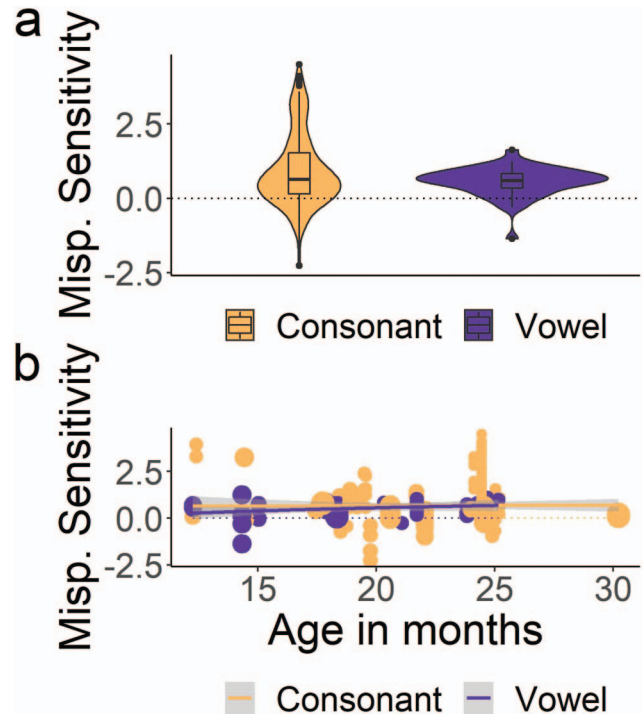 a
Misp. Sensitivity
2.5
0.0
-2.5
Consonant Vowel
b
Misp. Sensitivity
2.5
0.0
-2.5
15 20 25 30
Age in months
Consonant Vowel